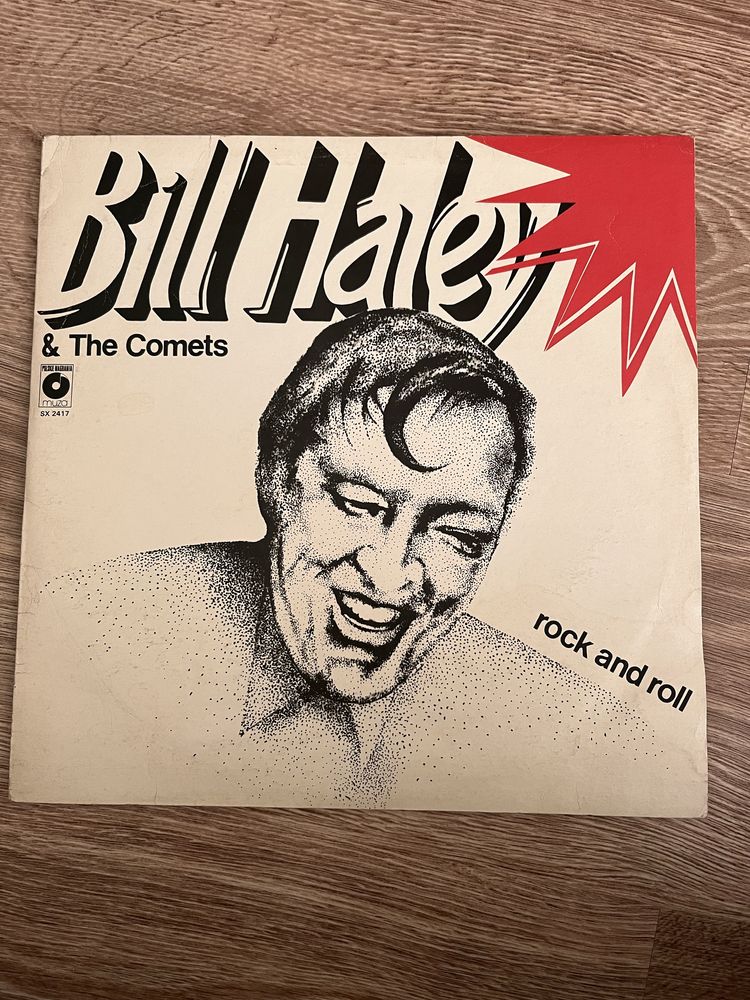 Bill Haley
& The Comets
POLSKIE NAGRANIA
muza
SX 2417
rock and roll